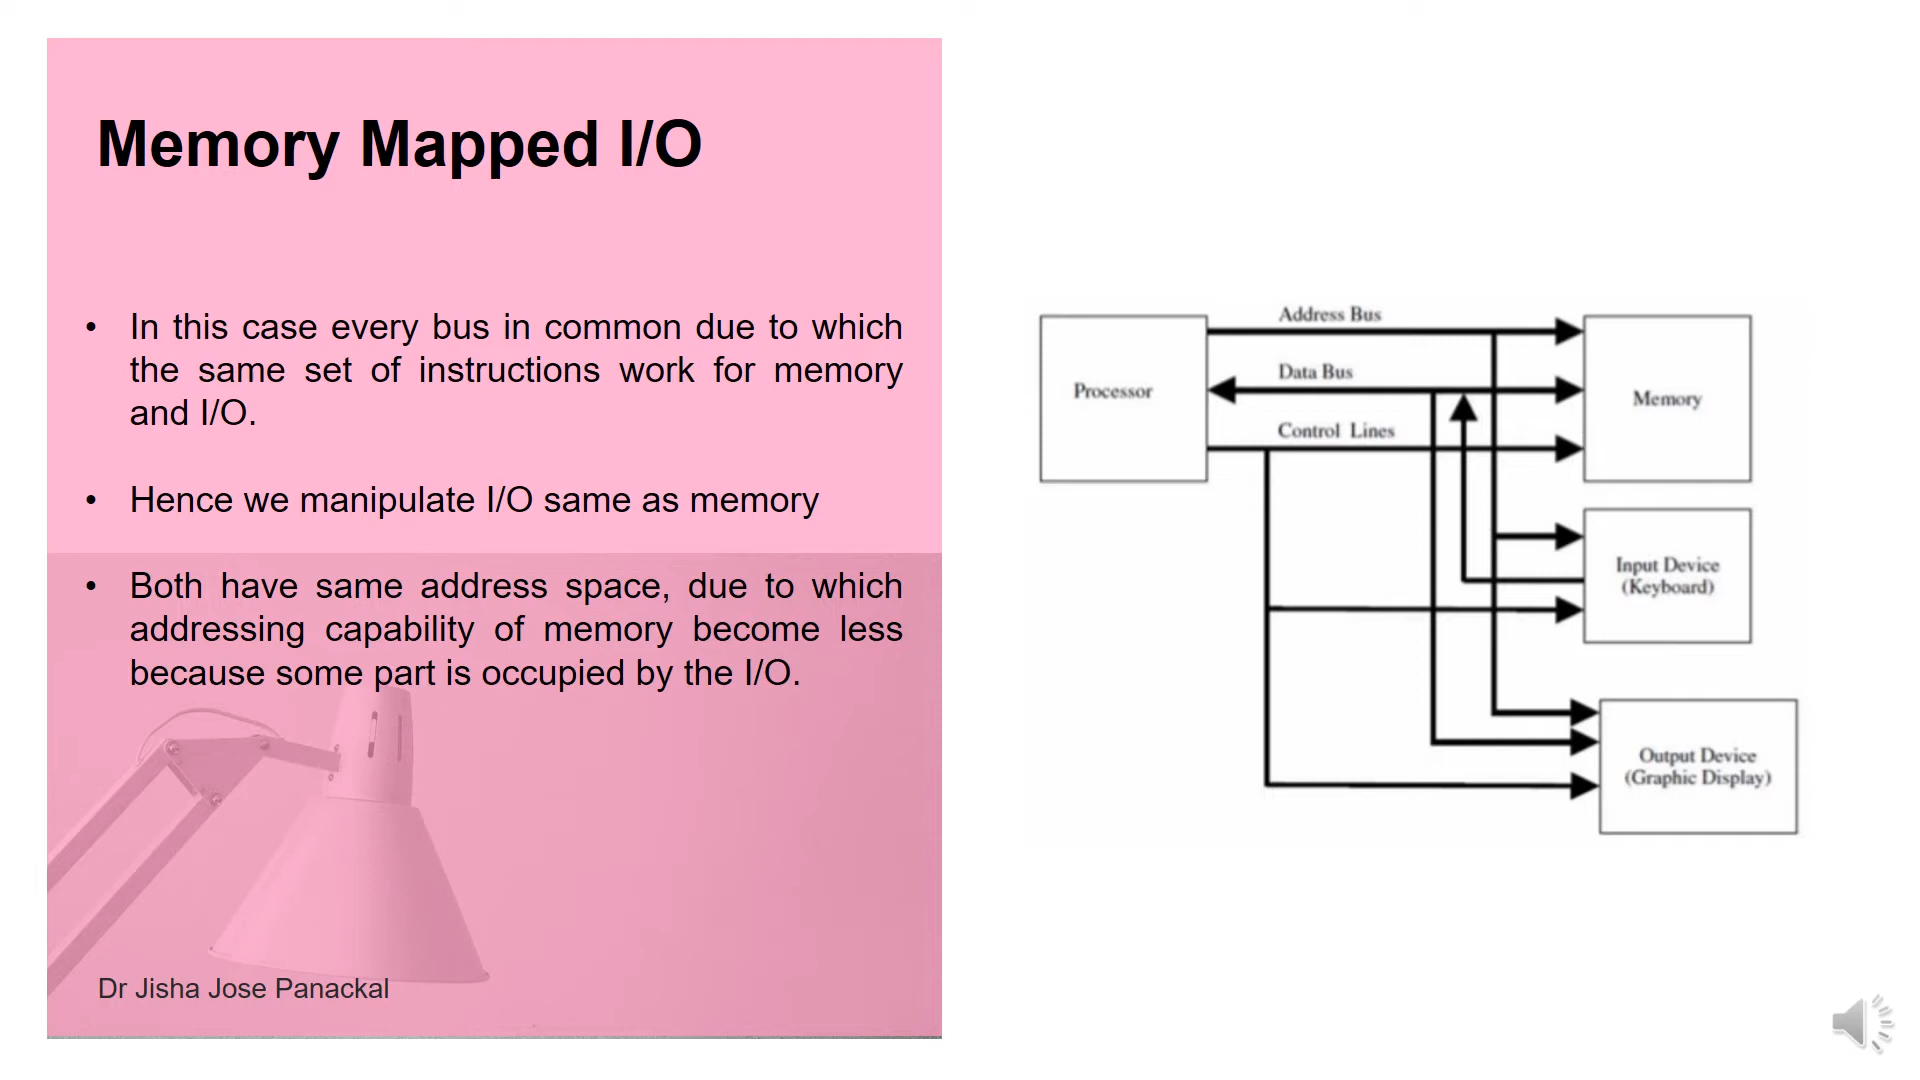 Memory Mapped I/O
• In this case every bus in common due to which
the same set of instructions work for memory
and I/O.
• Hence we manipulate I/O same as memory
• Both have same address space, due to which
addressing capability of memory become less
because some part is occupied by the I/O.
Dr Jisha Jose Panackal
Address Bus
Data Bus
Control Lines
Processor
Memory
Input Device
(Keyboard)
Output Device
(Graphic Display)